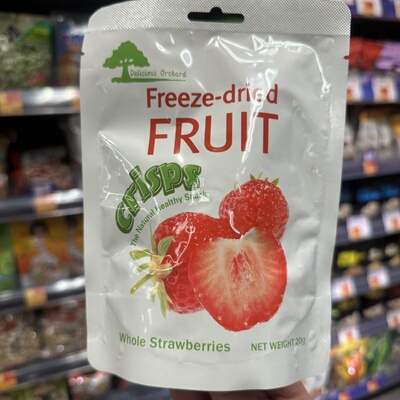 Delicious Orchard
Freeze-dried
FRUIT
Crisps
The Natural Healthy Snack
Whole Strawberries
NET WEIGHT 20g